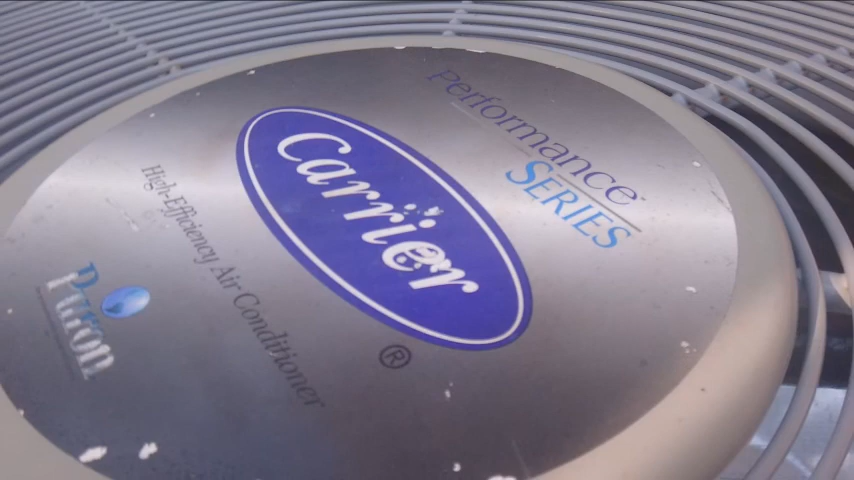 Performance
SERIES
Carrier
®
High-Efficiency Air Conditioner
Puron